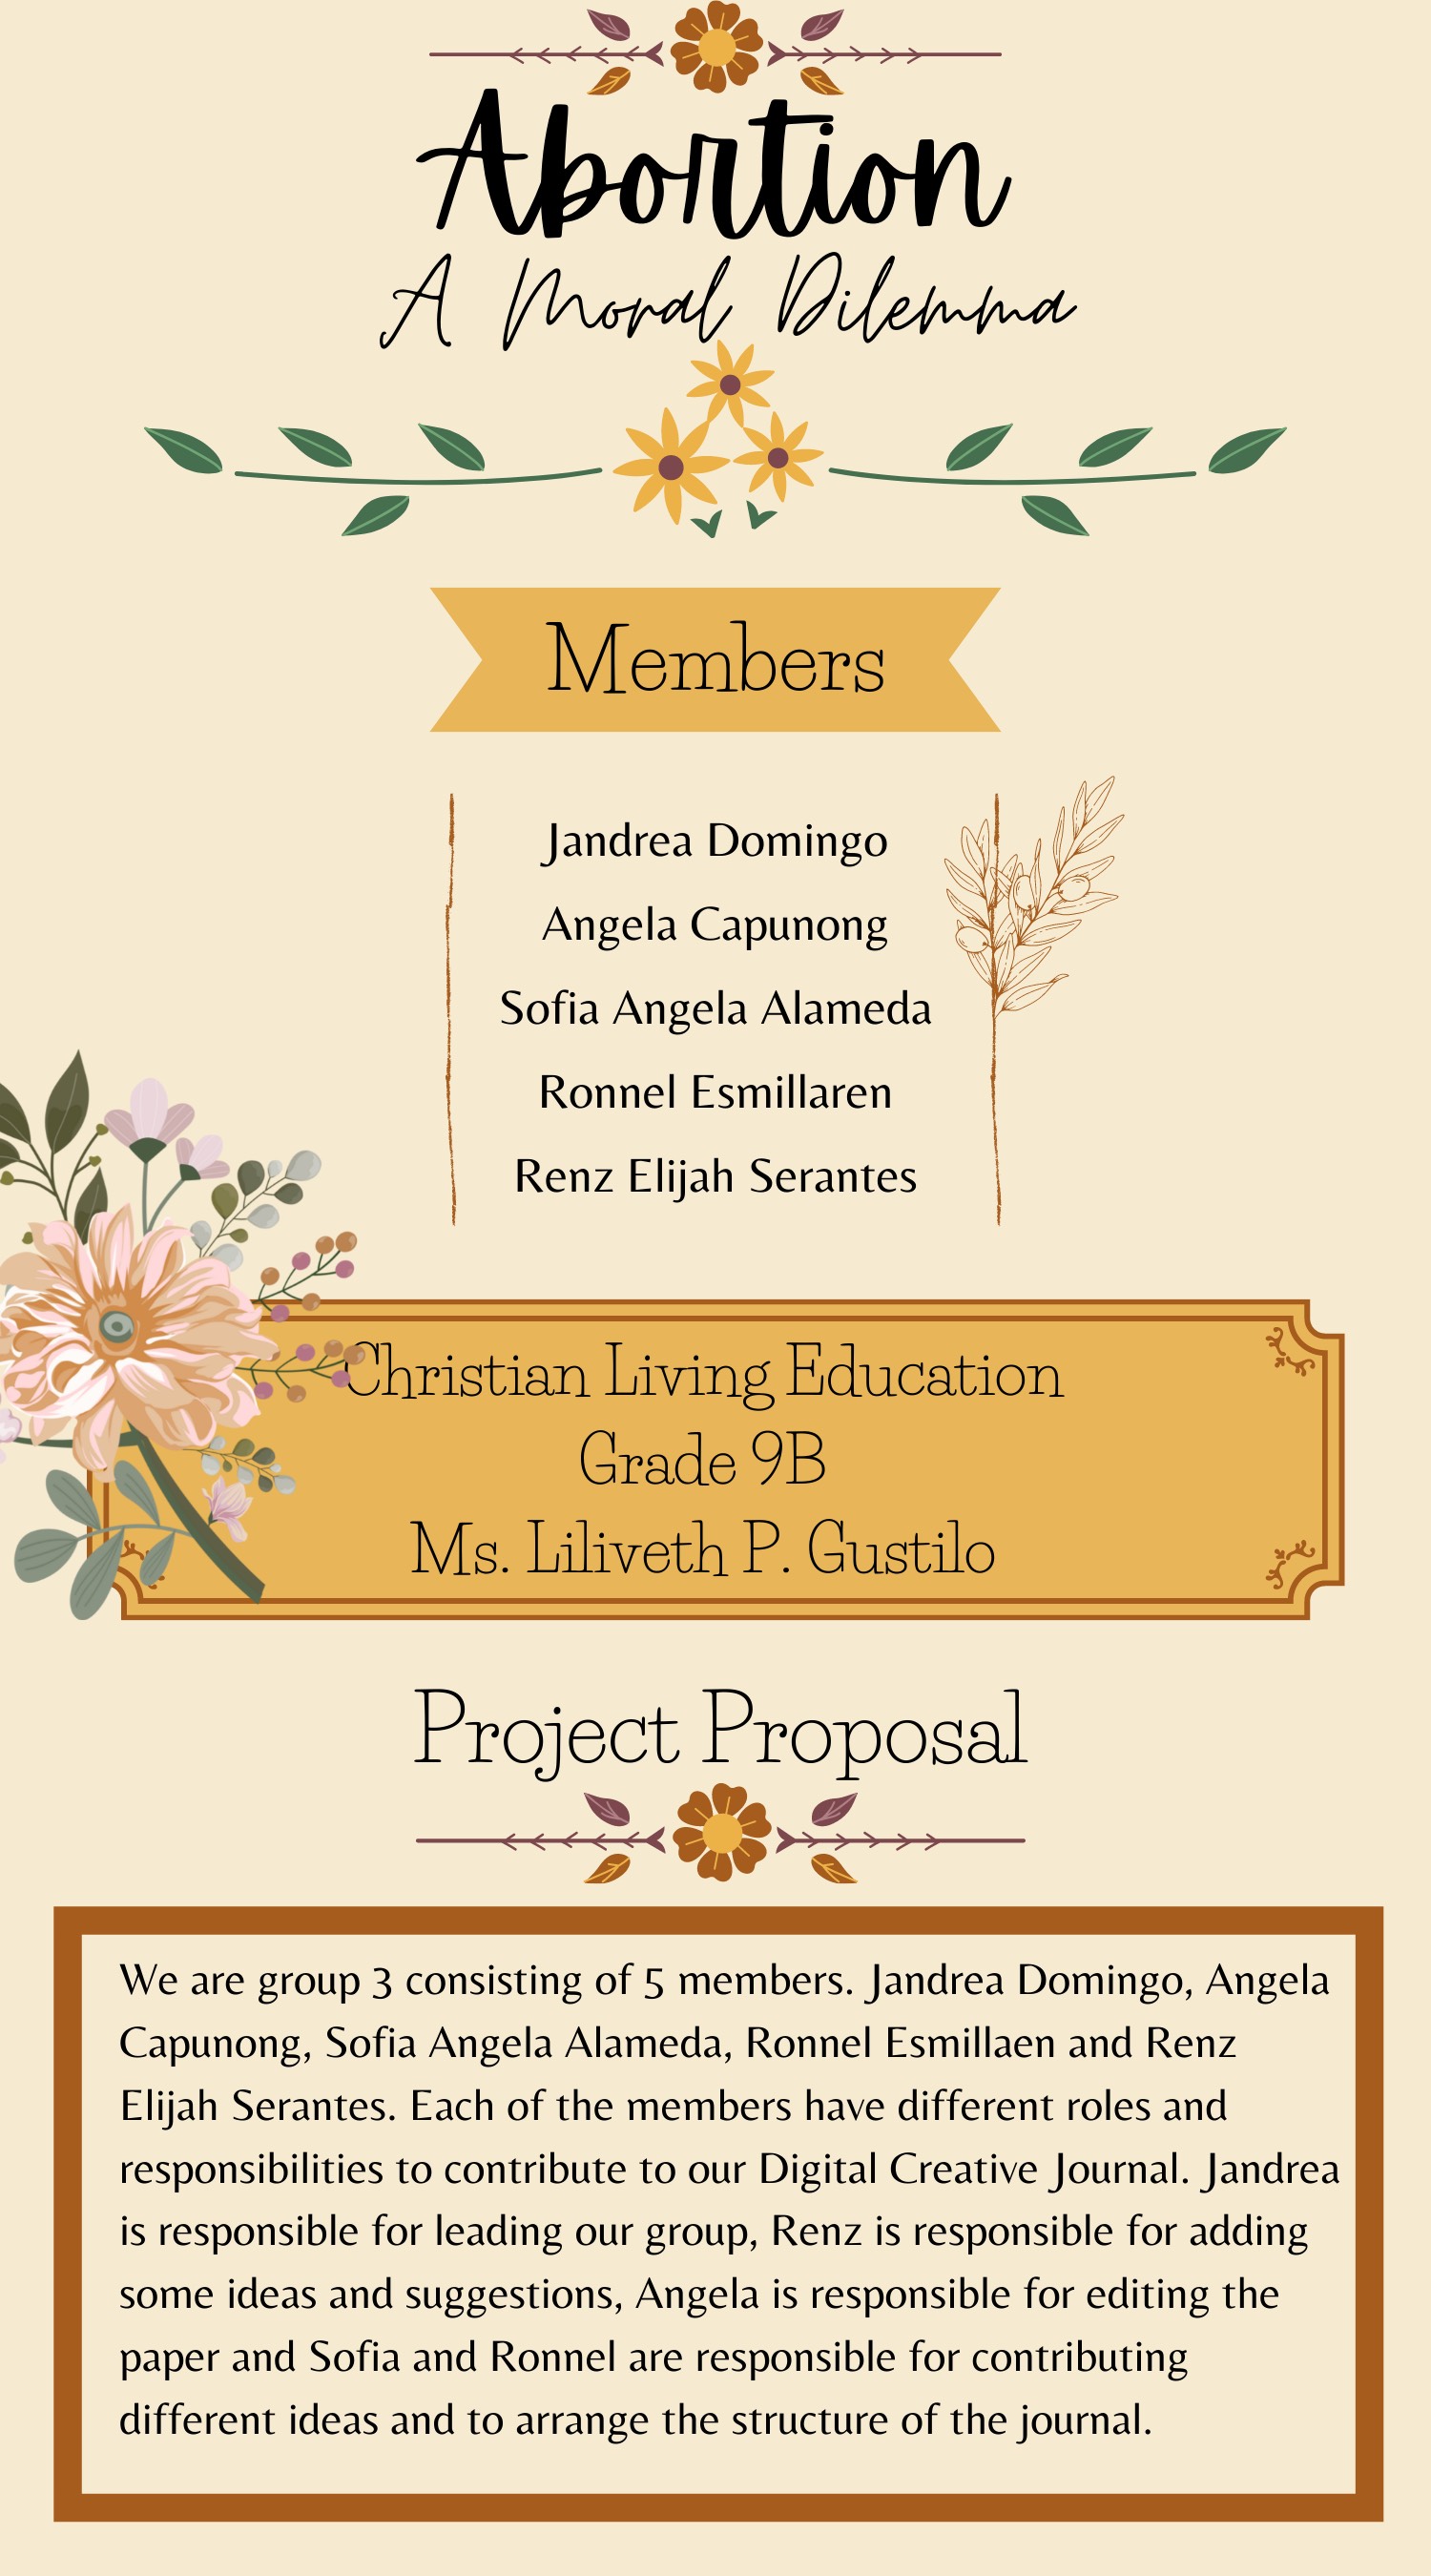 Abortion
A Moral Dilemma
Members
Jandrea Domingo
Angela Capunong
Sofia Angela Alameda
Ronnel Esmillaren
Renz Elijah Serantes
Christian Living Education
Grade 9B
Ms. Liliveth P. Gustilo
Project Proposal
We are group 3 consisting of 5 members. Jandrea Domingo, Angela
Capunong, Sofia Angela Alameda, Ronnel Esmillaen and Renz
Elijah Serantes. Each of the members have different roles and
responsibilities to contribute to our Digital Creative Journal. Jandrea
is responsible for leading our group, Renz is responsible for adding
some ideas and suggestions, Angela is responsible for editing the
paper and Sofia and Ronnel are responsible for contributing
different ideas and to arrange the structure of the journal.